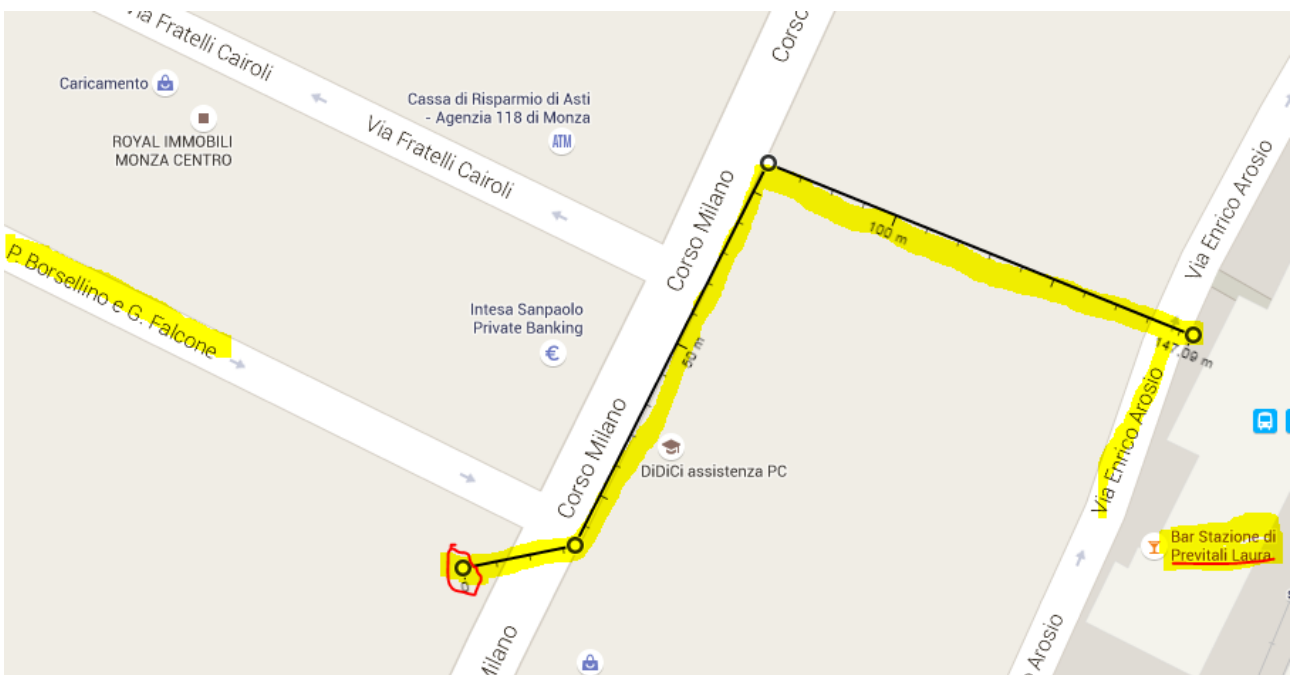 Via Fratelli Cairoli
Corso
Caricamento
ROYAL IMMOBILI
MONZA CENTRO
Cassa di Risparmio di Asti
- Agenzia 118 di Monza
ATM
Via Fratelli Cairoli
Corso Milano
100 m
Via Enrico Arosio
P. Borsellino e G. Falcone
Intesa Sanpaolo
Private Banking
€
50 m
147.09 m
Corso Milano
DiDiCi assistenza PC
Via Enrico Arosio
Bar Stazione di
Previtali Laura
0
Milano
Arosio